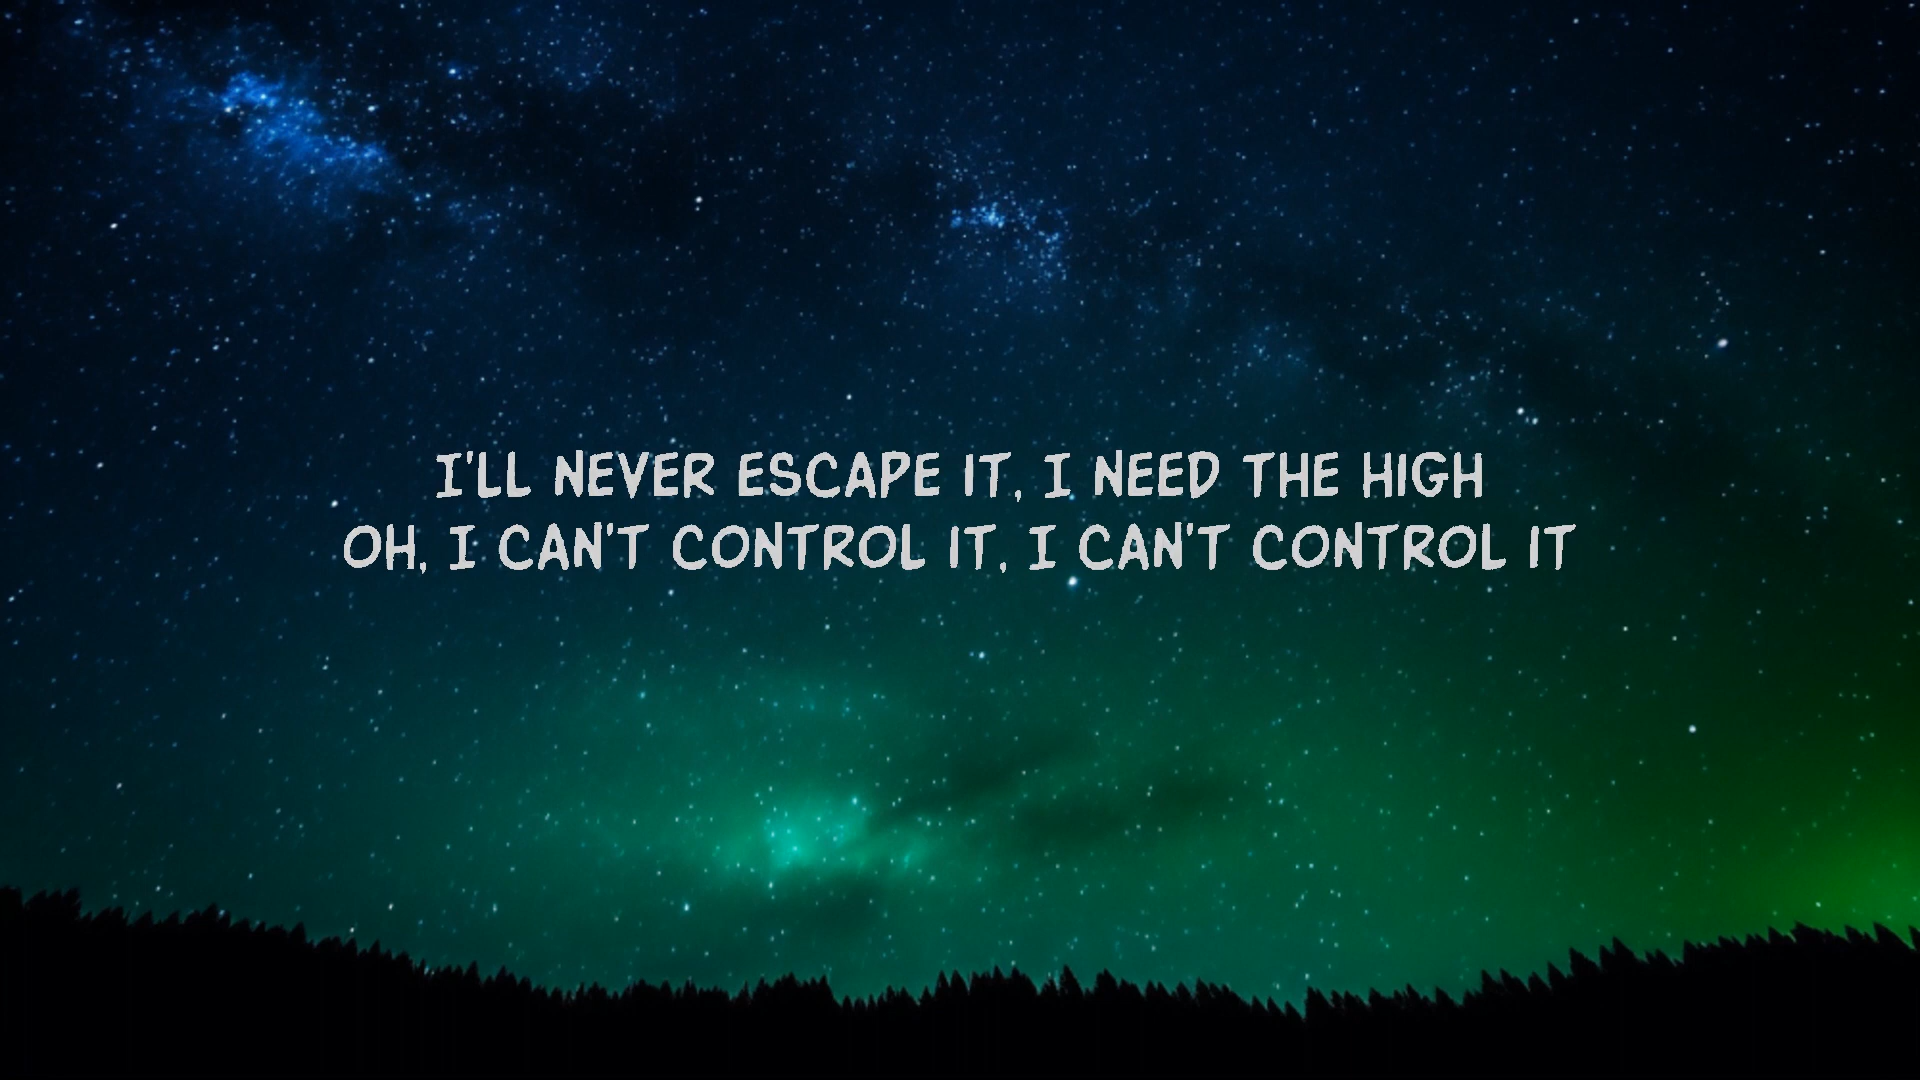 I'LL NEVER ESCAPE IT, I NEED THE HIGH
OH, I CAN'T CONTROL IT, I CAN'T CONTROL IT